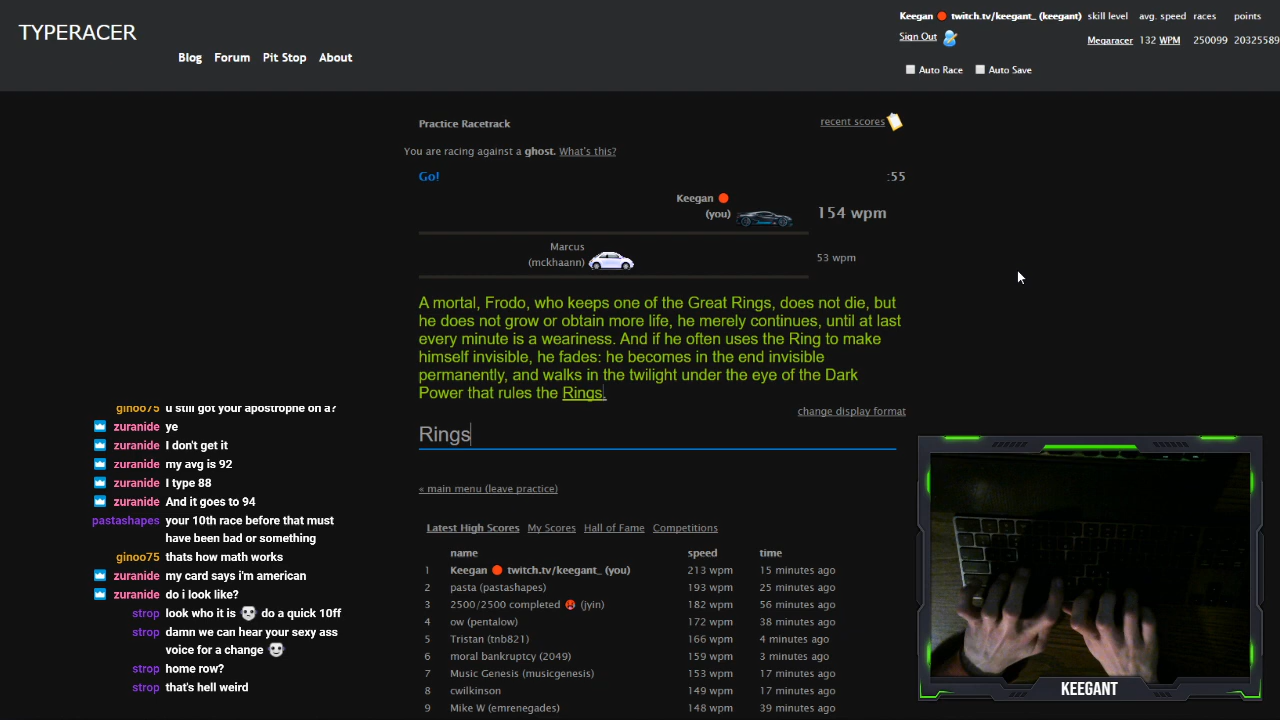 TYPERACER
Blog Forum Pit Stop About
Keegan twitch.tv/keegant_ (keegant) skill level avg. speed races points
Sign Out Megaracer 132 WPM 250099 20325589
Auto Race Auto Save
Practice Racetrack
recent scores
You are racing against a ghost. What's this?
Go!
:55
Keegan
(you)
154 wpm
Marcus
(mckhaann)
53 wpm
A mortal, Frodo, who keeps one of the Great Rings, does not die, but
he does not grow or obtain more life, he merely continues, until at last
every minute is a weariness. And if he often uses the Ring to make
himself invisible, he fades: he becomes in the end invisible
permanently, and walks in the twilight under the eye of the Dark
Power that rules the Rings.
change display format
Rings
« main menu (leave practice)
Latest High Scores My Scores Hall of Fame Competitions
name speed time
1 Keegan twitch.tv/keegant_ (you) 213 wpm 15 minutes ago
2 pasta (pastashapes) 193 wpm 25 minutes ago
3 2500/2500 completed (jyin) 182 wpm 56 minutes ago
4 ow (pentalow) 172 wpm 38 minutes ago
5 Tristan (tnb821) 166 wpm 4 minutes ago
6 moral bankruptcy (2049) 159 wpm 3 minutes ago
7 Music Genesis (musicgenesis) 153 wpm 17 minutes ago
8 cwilkinson 149 wpm 17 minutes ago
9 Mike W (emrenegades) 148 wpm 39 minutes ago
ginoo75 u still got your apostrophe on a?
zuranide ye
zuranide I don't get it
zuranide my avg is 92
zuranide I type 88
zuranide And it goes to 94
pastashapes your 10th race before that must
have been bad or something
ginoo75 thats how math works
zuranide my card says i'm american
zuranide do i look like?
strop look who it is do a quick 10ff
strop damn we can hear your sexy ass
voice for a change
strop home row?
strop that's hell weird
KEEGANT